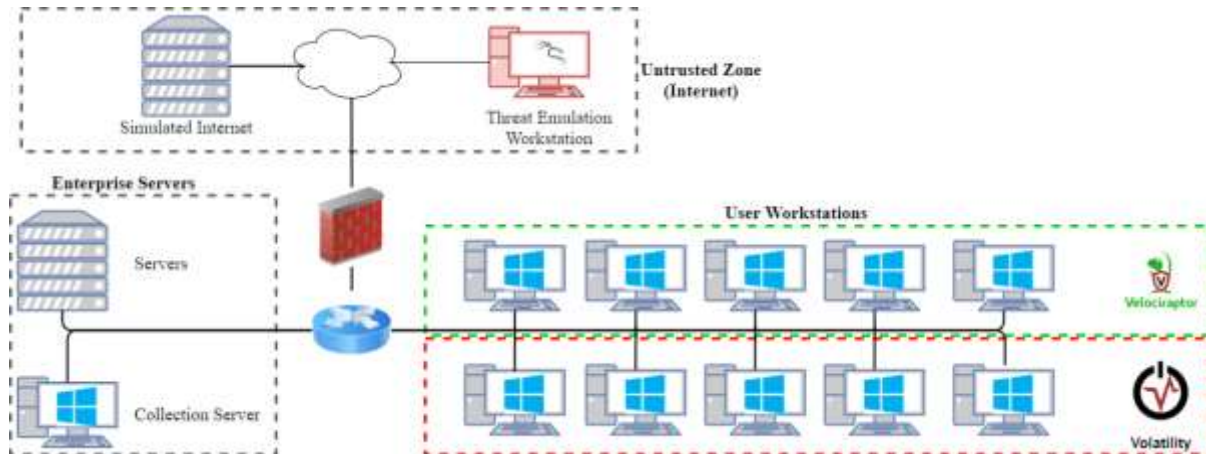 Untrusted Zone
(Internet)
Simulated Internet
Threat Emulation
Workstation
Enterprise Servers
User Workstations
Servers
Velociraptor
Collection Server
Volatility